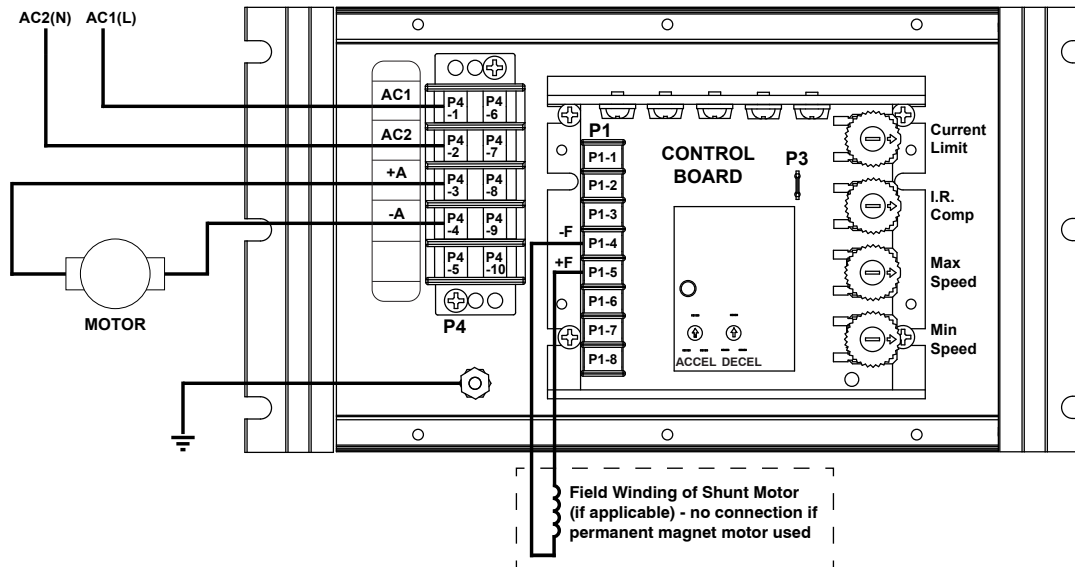 AC2(N) AC1(L)
AC1
AC2
+A
-A
P4
-1
P4
-6
P4
-2
P4
-7
P4
-3
P4
-8
P4
-4
P4
-9
P4
-5
P4
-10
P4
MOTOR
P1
P1-1
P1-2
P1-3
P1-4
P1-5
P1-6
P1-7
P1-8
-F
+F
CONTROL
BOARD
P3
ACCEL DECEL
Current
Limit
I.R.
Comp
Max
Speed
Min
Speed
Field Winding of Shunt Motor
(if applicable) - no connection if
permanent magnet motor used